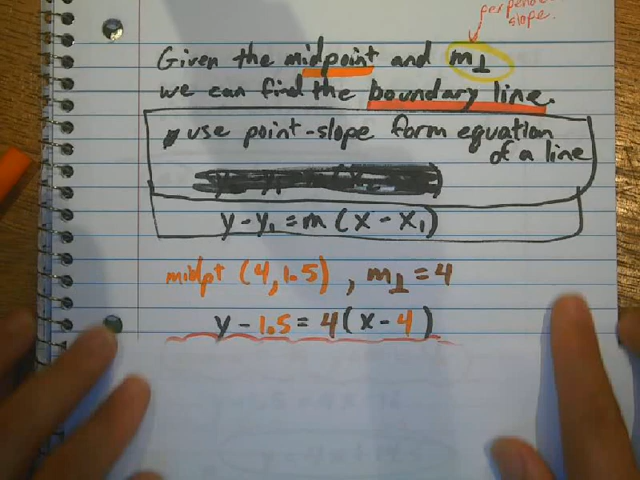 slope.
Given the midpoint and m⊥
we can find the boundary line.
use point-slope form equation
of a line
y-y₁=m(x-x₁)
midpt (4,1.5), m⊥=4
y-1.5=4(x-4)